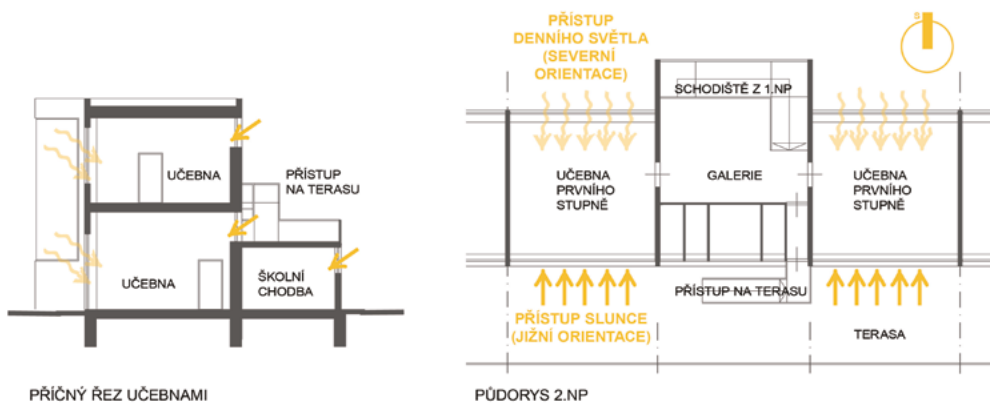 UČEBNA
PŘÍSTUP
NA TERASU
UČEBNA
ŠKOLNÍ
CHODBA
PŘÍČNÝ ŘEZ UČEBNAMI
PŘÍSTUP
DENNÍHO SVĚTLA
(SEVERNÍ
ORIENTACE)
S
SCHODIŠTĚ Z 1.NP
UČEBNA
PRVNÍHO
STUPNĚ
GALERIE
UČEBNA
PRVNÍHO
STUPNĚ
PŘÍSTUP NA TERASU
PŘÍSTUP SLUNCE
(JIŽNÍ ORIENTACE)
TERASA
PŮDORYS 2.NP